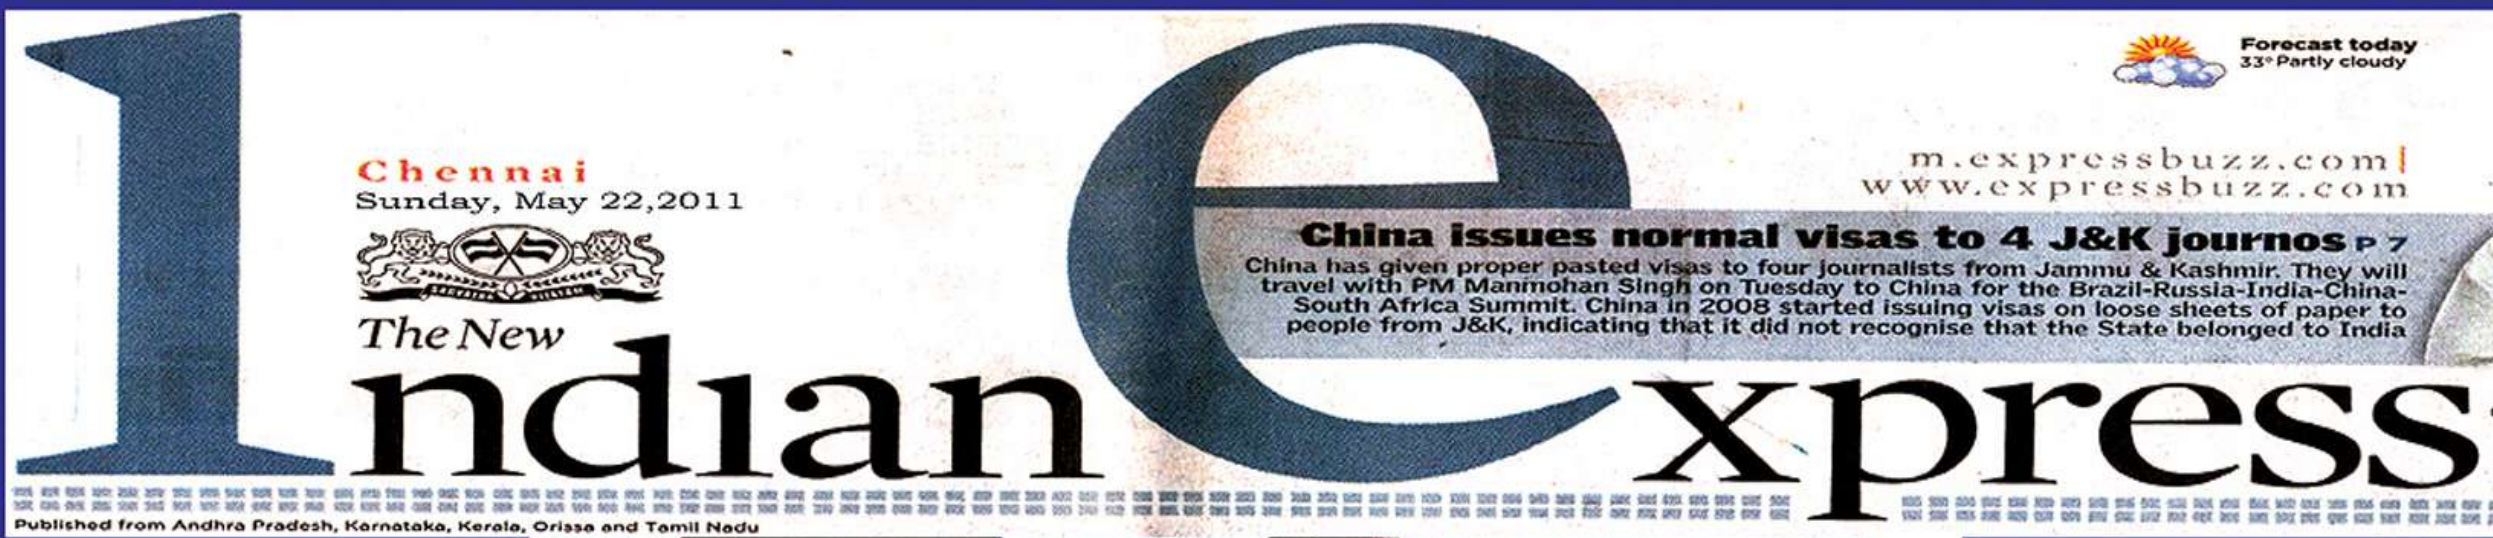 Forecast today
33° Partly cloudy
Chennai
Sunday, May 22,2011
m.expressbuzz.com|
www.expressbuzz.com
China issues normal visas to 4 J&K journos P 7
China has given proper pasted visas to four journalists from Jammu & Kashmir. They will
travel with PM Manmohan Singh on Tuesday to China for the Brazil-Russia-India-China-
South Africa Summit. China in 2008 started issuing visas on loose sheets of paper to
people from J&K, indicating that it did not recognise that the State belonged to India
The New
Indian Express
Published from Andhra Pradesh, Karnataka, Kerala, Orissa and Tamil Nadu